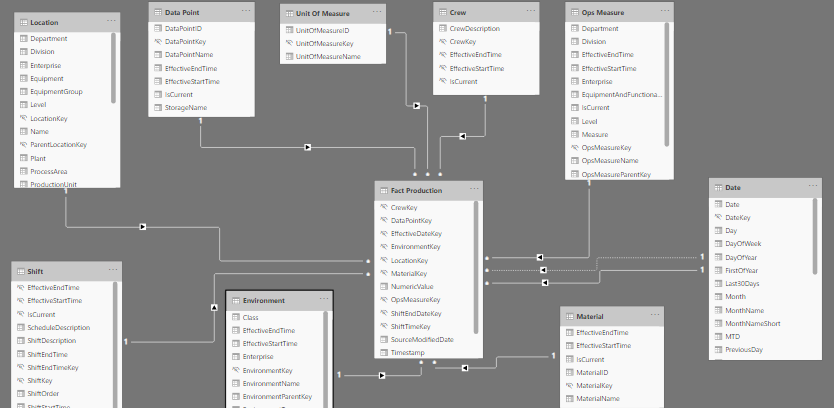 Location
Department
Division
Enterprise
Equipment
EquipmentGroup
Level
LocationKey
Name
ParentLocationKey
Plant
ProcessArea
ProductionUnit
1
Data Point
DataPointID
DataPointKey
DataPointName
EffectiveEndTime
EffectiveStartTime
IsCurrent
StorageName
1
Unit Of Measure
UnitOfMeasureID
UnitOfMeasureKey
UnitOfMeasureName
1
Crew
CrewDescription
CrewKey
EffectiveEndTime
EffectiveStartTime
IsCurrent
1
Ops Measure
Department
Division
EffectiveEndTime
EffectiveStartTime
Enterprise
EquipmentAndFunctiona...
IsCurrent
Level
Measure
OpsMeasureKey
OpsMeasureName
OpsMeasureParentKey
1
Fact Production
CrewKey
DataPointKey
EffectiveDateKey
EnvironmentKey
LocationKey
MaterialKey
NumericValue
OpsMeasureKey
ShiftEndDateKey
ShiftTimeKey
SourceModifiedDate
Timestamp
Date
Date
DateKey
Day
DayOfWeek
DayOfYear
FirstOfYear
Last30Days
Month
MonthName
MonthNameShort
MTD
PreviousDay
1
1
Shift
EffectiveEndTime
EffectiveStartTime
IsCurrent
ScheduleDescription
ShiftDescription
ShiftEndTime
ShiftEndTimeKey
ShiftKey
ShiftOrder
ShiftStartTime
1
Environment
Class
EffectiveEndTime
EffectiveStartTime
Enterprise
EnvironmentKey
EnvironmentName
EnvironmentParentKey
1
Material
EffectiveEndTime
EffectiveStartTime
IsCurrent
MaterialID
MaterialKey
MaterialName
1